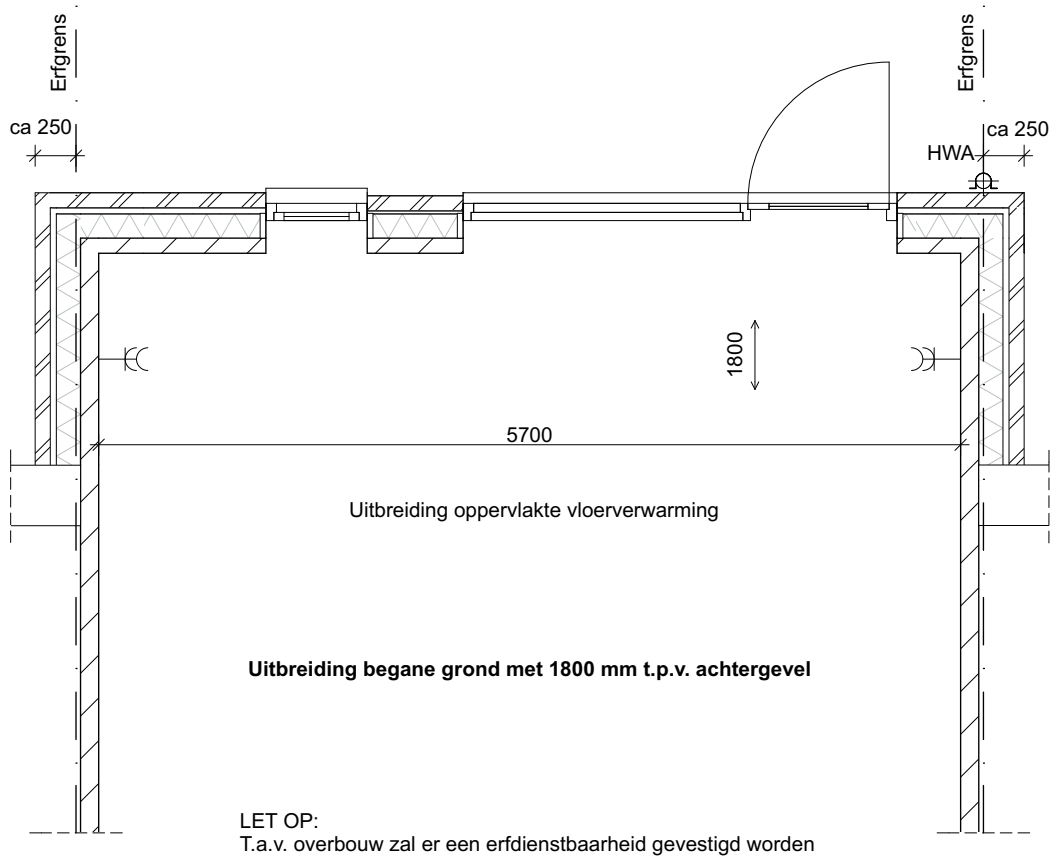 Erfgrens
Erfgrens
ca 250
ca 250
HWA
1800
5700
Uitbreiding oppervlakte vloerverwarming
Uitbreiding begane grond met 1800 mm t.p.v. achtergevel
LET OP:
T.a.v. overbouw zal er een erfdienstbaarheid gevestigd worden